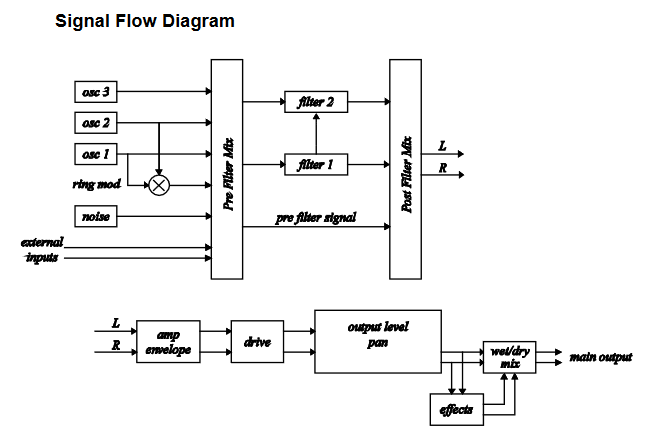 Signal Flow Diagram
osc 3
osc 2
osc 1
ring mod
noise
external
inputs
Pre Filter Mix
filter 2
filter 1
pre filter signal
Post Filter Mix
L
R
L
R
amp
envelope
drive
output level
pan
wet/dry
mix
main output
effects